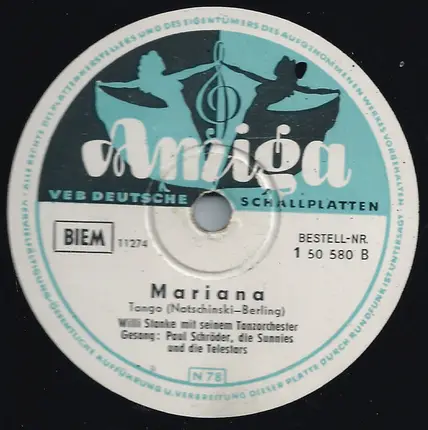 ALLE RECHTE DES PLATTENHERSTELLERS UND DES EIGENTÜMERS DES AUFGENOMMENEN WERKES VORBEHALTEN
Amiga
VEB DEUTSCHE SCHALLPLATTEN
BIEM 11274
BESTELL-NR.
1 50 580 B
Mariana
Tango (Natschinski-Berling)
Willi Stanke mit seinem Tanzorchester
Gesang: Paul Schröder, die Sunnies
und die Telestars
N 78
ÖFFENTLICHE AUFFÜHRUNG U. VERBREITUNG DIESER PLATTE DURCH RUNDFUNK IST UNTERSAGT